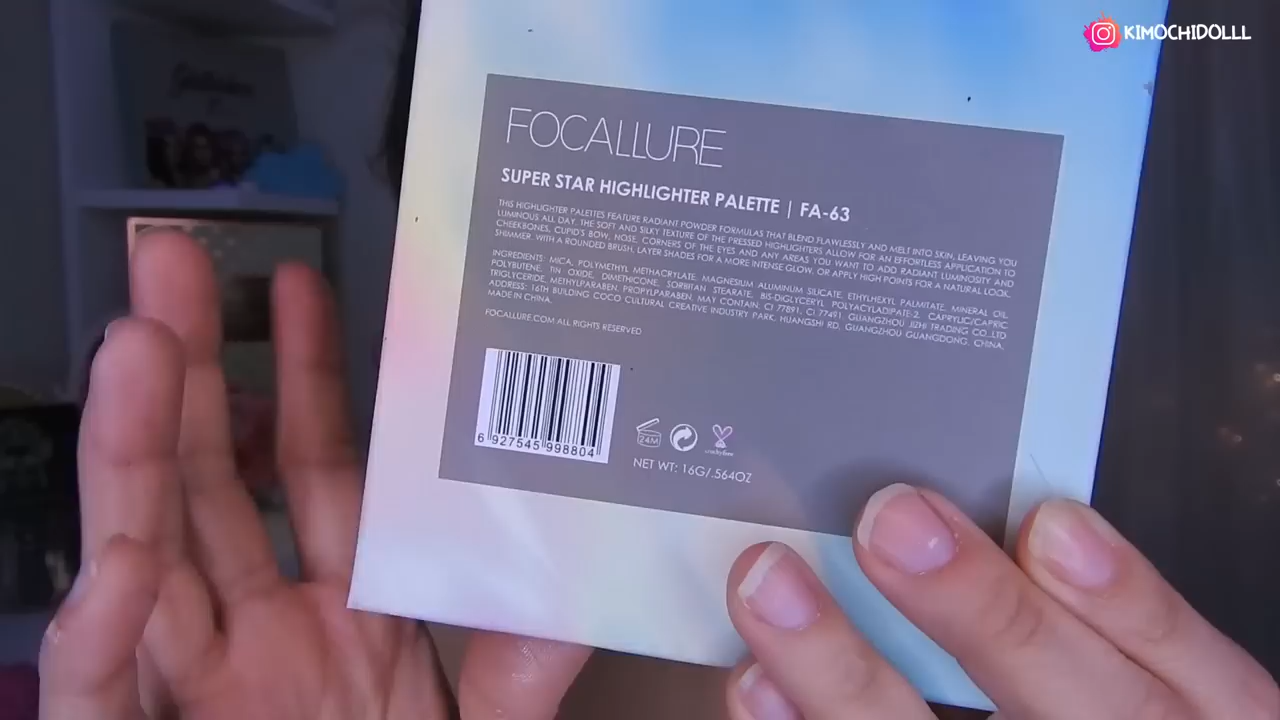 KIMOCHIDOLLL
FOCALLURE
SUPER STAR HIGHLIGHTER PALETTE | FA-63
THIS HIGHLIGHTER PALETTES FEATURE RADIANT POWDER FORMULAS THAT BLEND FLAWLESSLY AND MELT INTO SKIN, LEAVING YOU
LUMINOUS ALL DAY. THE SOFT AND SILKY TEXTURE OF THE PRESSED HIGHLIGHTERS ALLOW FOR AN EFFORTLESS APPLICATION TO
CHEEKBONES, CUPID'S BOW, NOSE, CORNERS OF THE EYES AND ANY AREAS YOU WANT TO ADD RADIANT LUMINOSITY AND
SHIMMER. WITH A ROUNDED BRUSH, LAYER SHADES FOR A MORE INTENSE GLOW, OR APPLY HIGH POINTS FOR A NATURAL LOOK.
INGREDIENTS: MICA, POLYMETHYL METHACRYLATE, MAGNESIUM ALUMINUM SILICATE, ETHYLHEXYL PALMITATE, MINERAL OIL,
POLYBUTENE, TIN OXIDE, DIMETHICONE, SORBITAN STEARATE, BIS-DIGLYCERYL POLYACYLADIPATE-2, CAPRYLIC/CAPRIC
TRIGLYCERIDE, METHYLPARABEN, PROPYLPARABEN, MAY CONTAIN: CI 77891, CI 77491, GUANGZHOU JIZHI TRADING CO.,LTD
ADDRESS: 16TH BUILDING COCO CULTURAL CREATIVE INDUSTRY PARK, HUANGSHI RD, GUANGZHOU GUANGDONG, CHINA.
MADE IN CHINA.
FOCALLURE.COM ALL RIGHTS RESERVED
6 927545 998804
24M
crueltyfree
NET WT: 16G/.564OZ